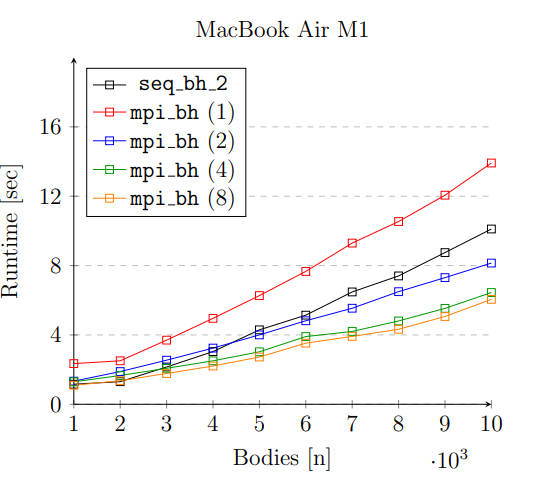 MacBook Air M1
seq_bh_2
mpi_bh (1)
mpi_bh (2)
mpi_bh (4)
mpi_bh (8)
Runtime [sec]
16
12
8
4
0
1 2 3 4 5 6 7 8 9 10
Bodies [n]
·10³